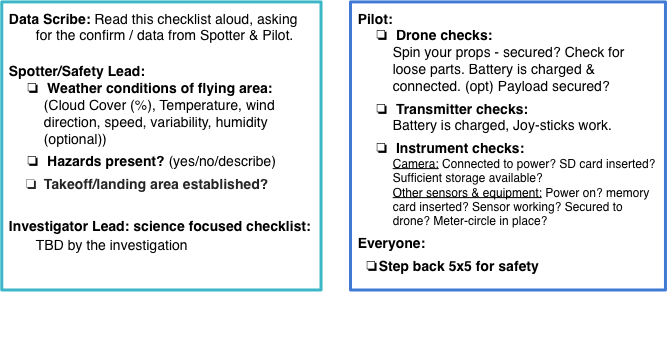 Data Scribe: Read this checklist aloud, asking
for the confirm / data from Spotter & Pilot.
Spotter/Safety Lead:
❏ Weather conditions of flying area:
(Cloud Cover (%), Temperature, wind
direction, speed, variability, humidity
(optional))
❏ Hazards present? (yes/no/describe)
❏ Takeoff/landing area established?
Investigator Lead: science focused checklist:
TBD by the investigation
Pilot:
❏ Drone checks:
Spin your props - secured? Check for
loose parts. Battery is charged &
connected. (opt) Payload secured?
❏ Transmitter checks:
Battery is charged, Joy-sticks work.
❏ Instrument checks:
Camera: Connected to power? SD card inserted?
Sufficient storage available?
Other sensors & equipment: Power on? memory
card inserted? Sensor working? Secured to
drone? Meter-circle in place?
Everyone:
❏Step back 5x5 for safety